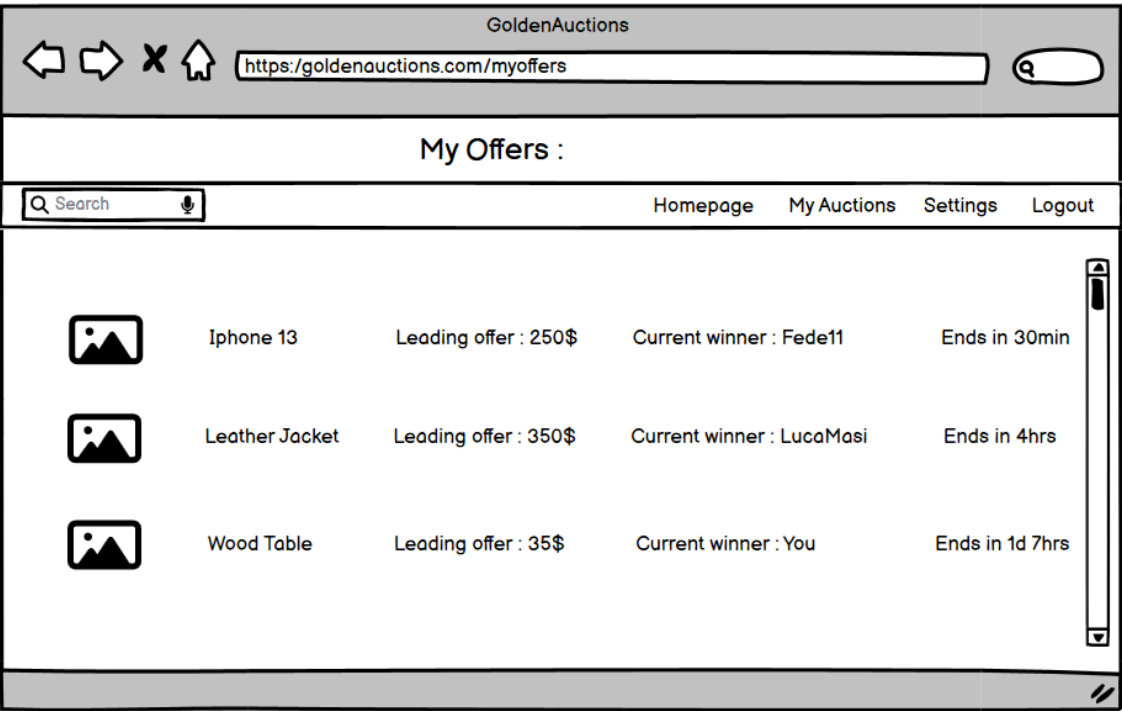 GoldenAuctions
https:/goldenauctions.com/myoffers
My Offers :
Search Homepage My Auctions Settings Logout
Iphone 13 Leading offer : 250$ Current winner : Fede11 Ends in 30min
Leather Jacket Leading offer : 350$ Current winner : LucaMasi Ends in 4hrs
Wood Table Leading offer : 35$ Current winner : You Ends in 1d 7hrs